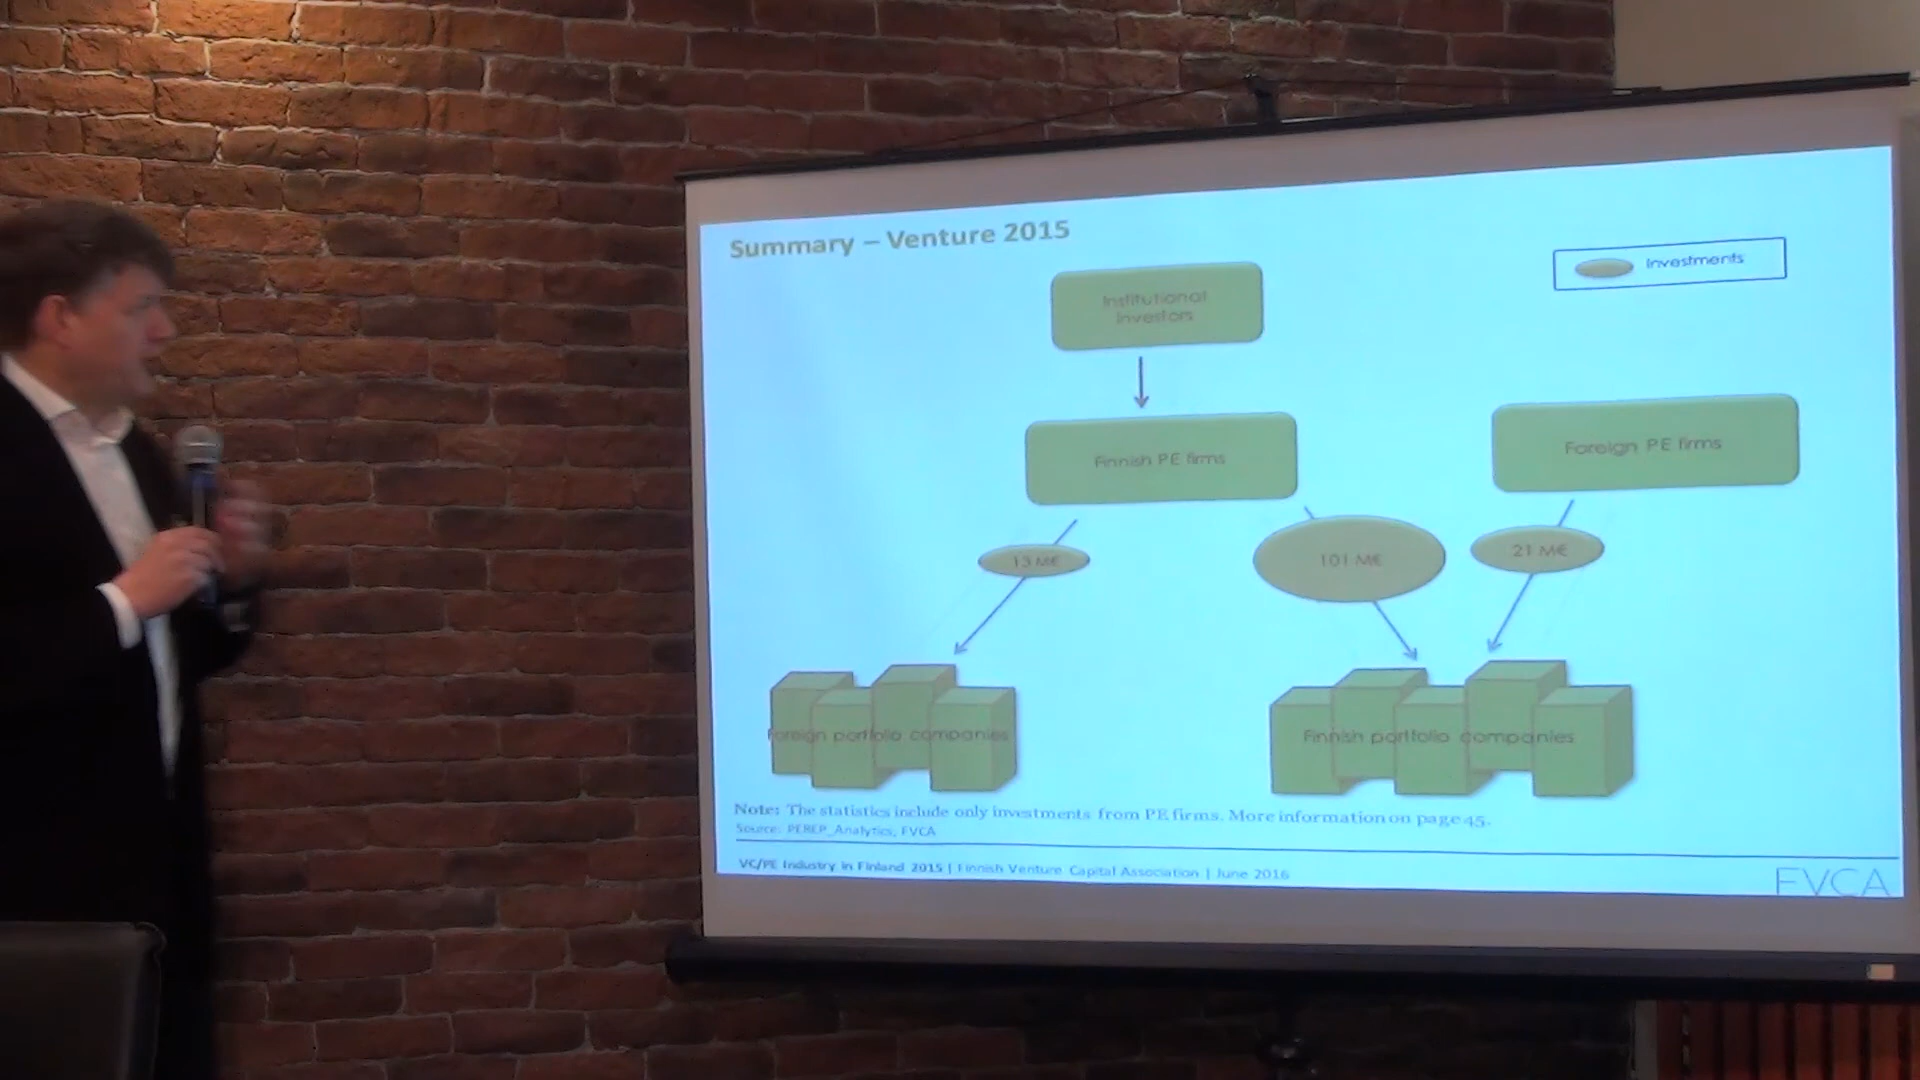 Summary – Venture 2015
Investments
Institutional
Investors
Finnish PE firms
Foreign PE firms
13 M€
101 M€
21 M€
Foreign portfolio companies
Finnish portfolio companies
Note: The statistics include only investments from PE firms. More information on page 45.
Source: PEREP_Analytics, FVCA
VC/PE Industry in Finland 2015 | Finnish Venture Capital Association | June 2016
FVCA